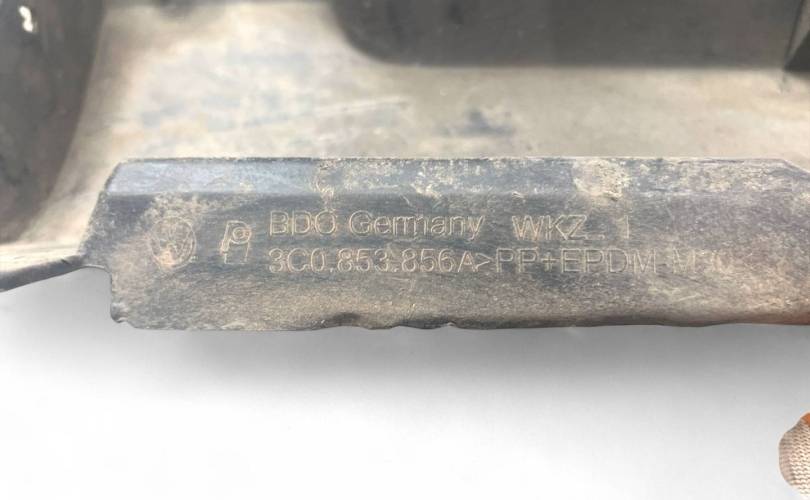 BDO Germany WKZ. 1
3C0.853.856A >PP+EPDM-M